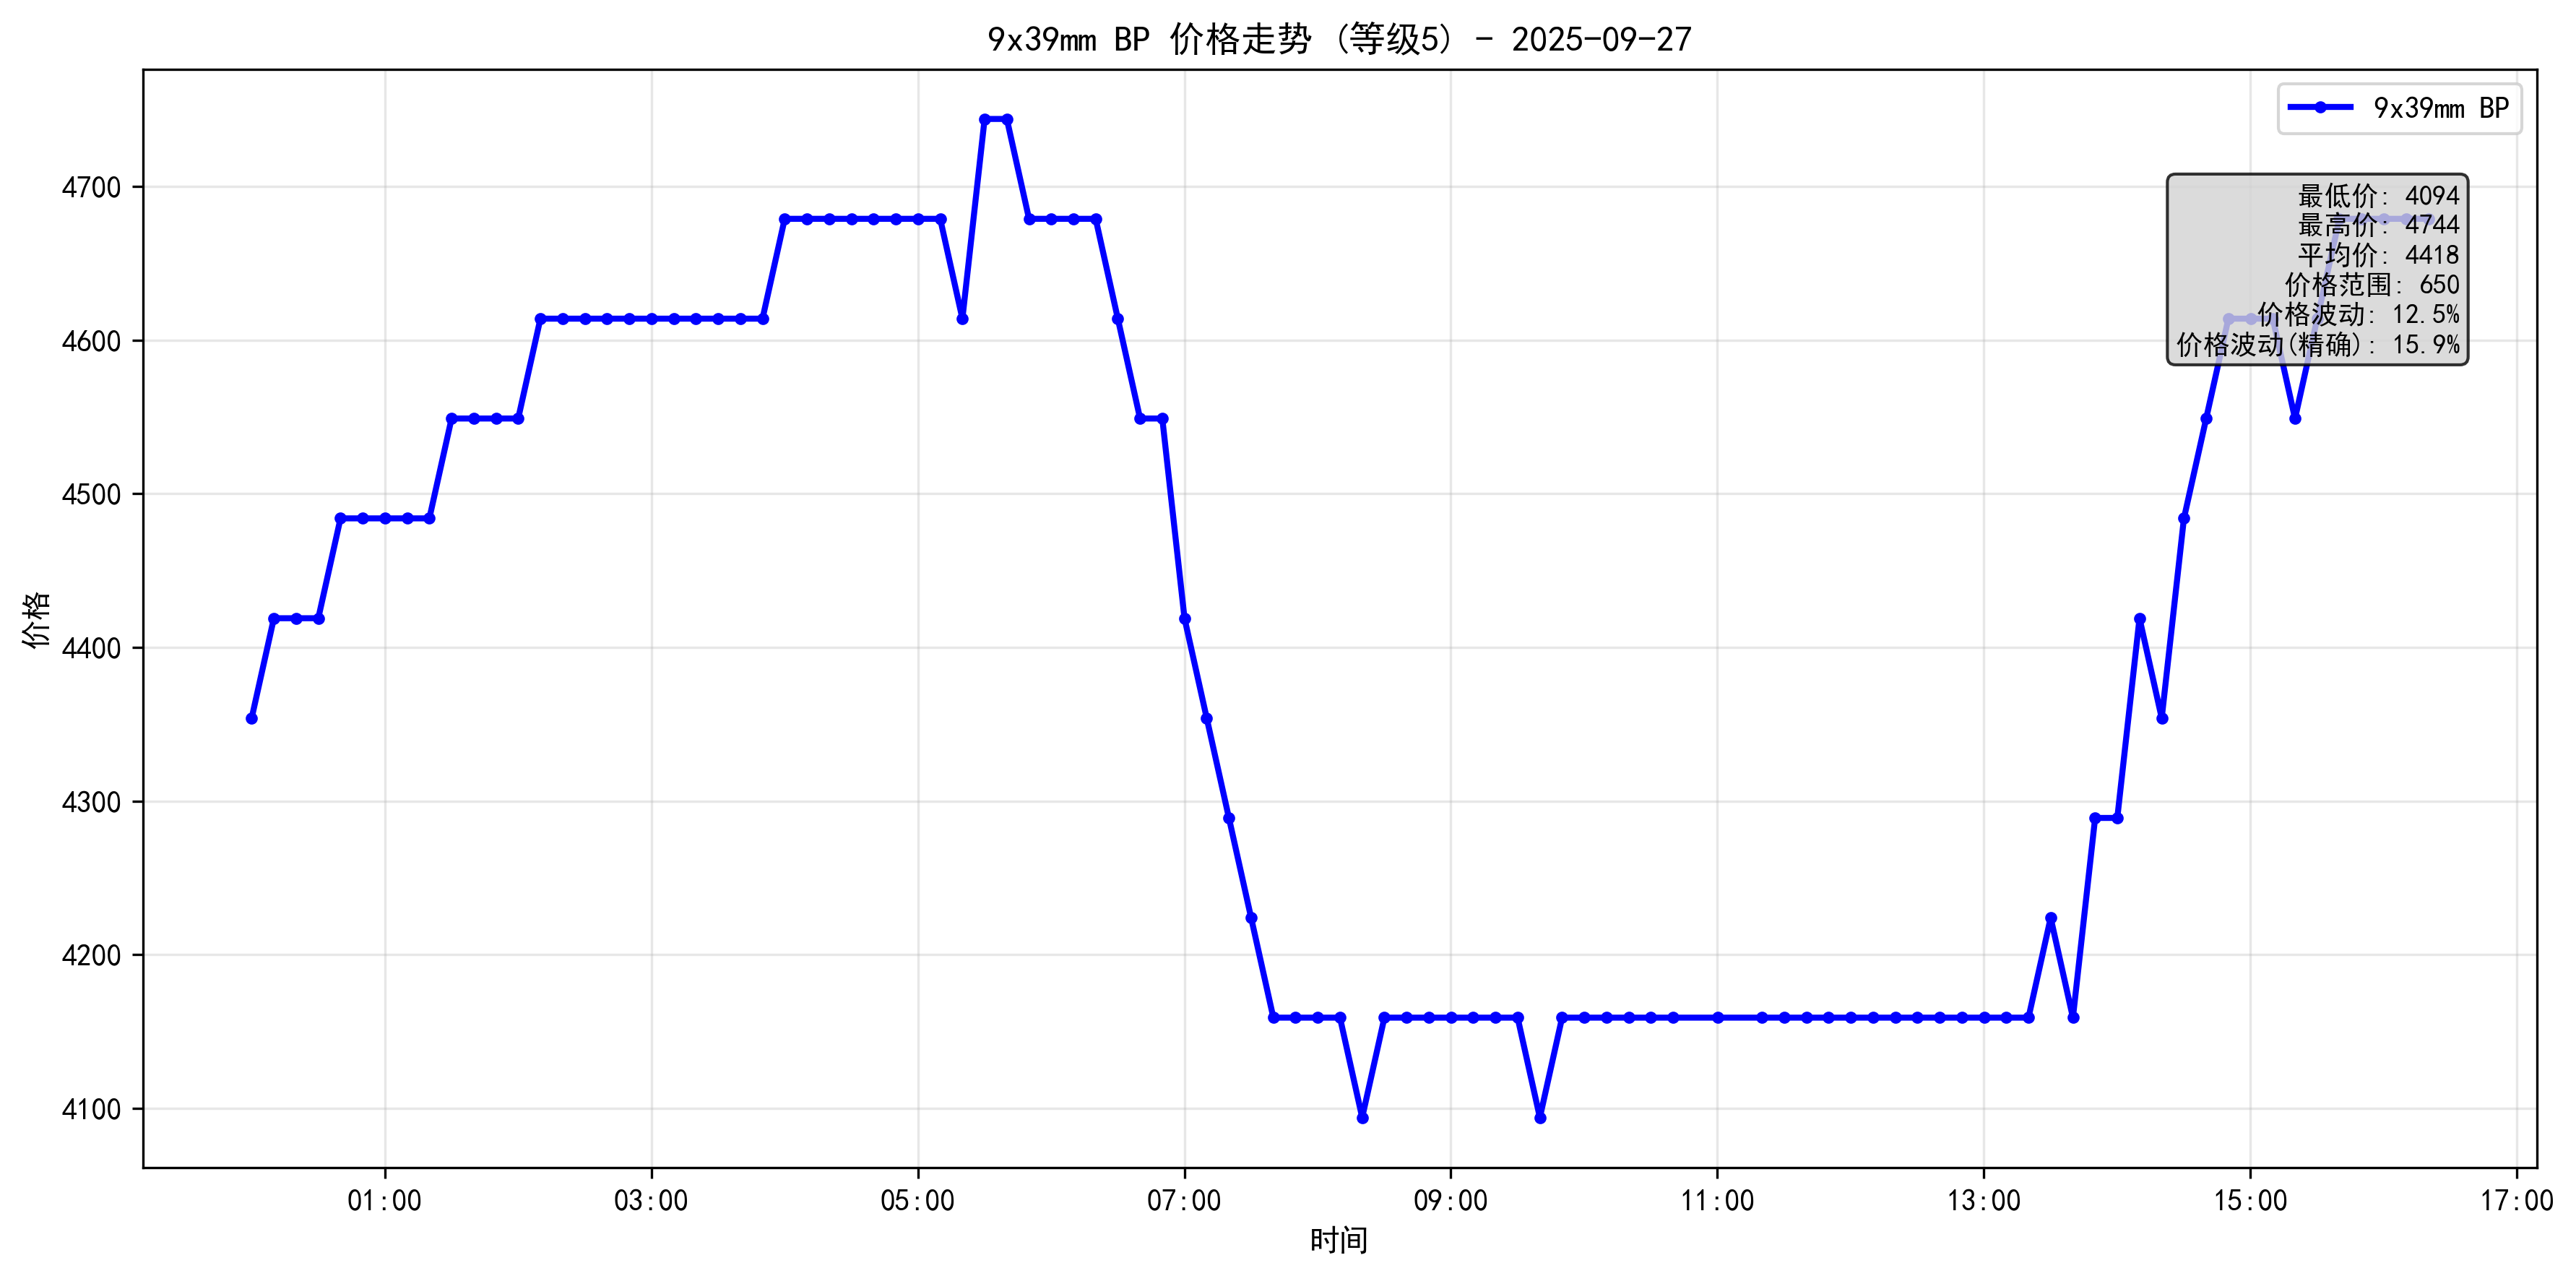 9x39mm BP 价格走势 (等级5) - 2025-09-27
9x39mm BP
最低价: 4094
最高价: 4744
平均价: 4418
价格范围: 650
价格波动: 12.5%
价格波动(精确): 15.9%
价格
4700
4600
4500
4400
4300
4200
4100
01:00 03:00 05:00 07:00 09:00 11:00 13:00 15:00 17:00
时间